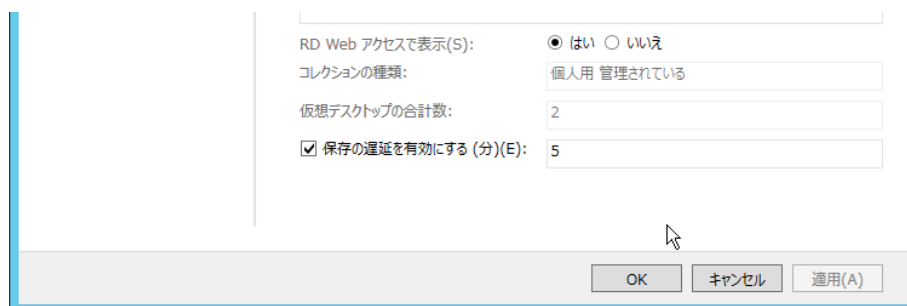 RD Web アクセスで表示(S): はい いいえ
コレクションの種類: 個人用 管理されている
仮想デスクトップの合計数: 2
保存の遅延を有効にする (分)(E): 5
OK キャンセル 適用(A)